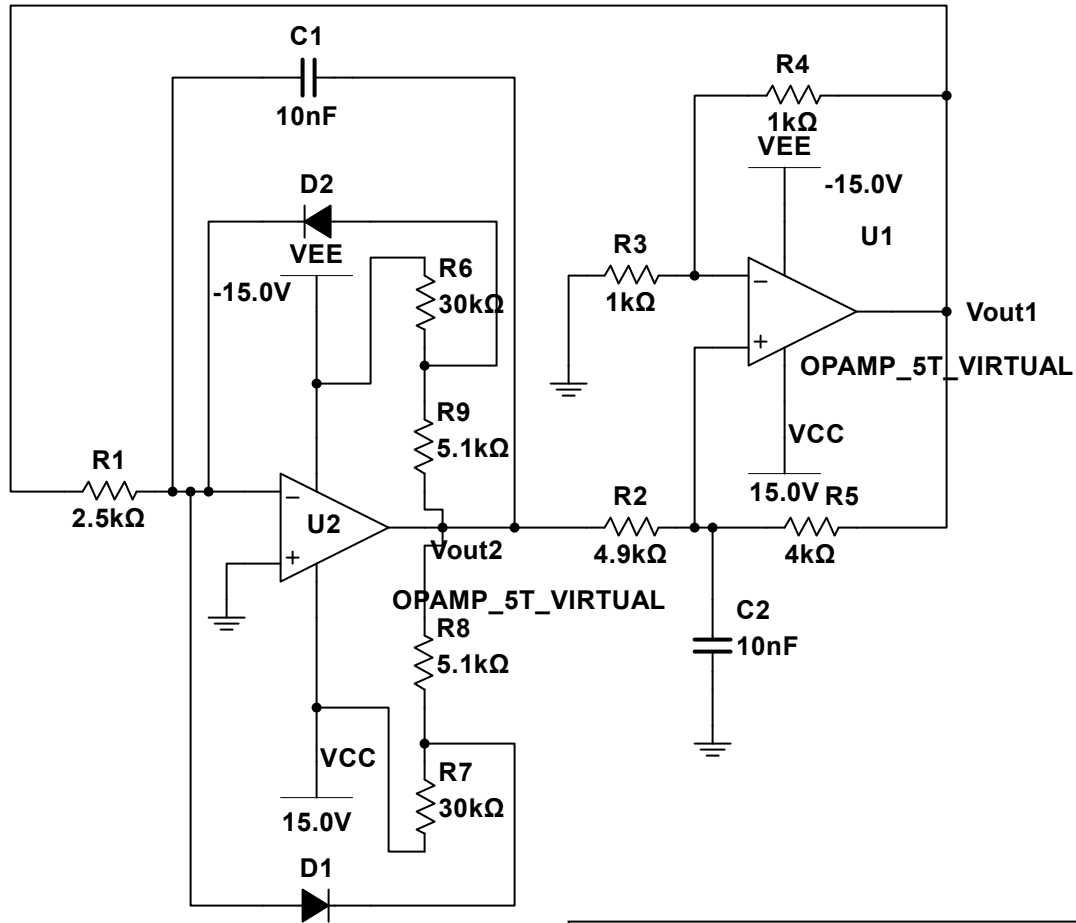 C1
10nF
R4
1kΩ
VEE
-15.0V
D2
VEE
-15.0V
U1
R6
30kΩ
R3
1kΩ
Vout1
OPAMP_5T_VIRTUAL
R9
5.1kΩ
VCC
15.0V
R1
2.5kΩ
U2
R2
4.9kΩ
R5
4kΩ
Vout2
OPAMP_5T_VIRTUAL
C2
10nF
R8
5.1kΩ
VCC
15.0V
R7
30kΩ
D1